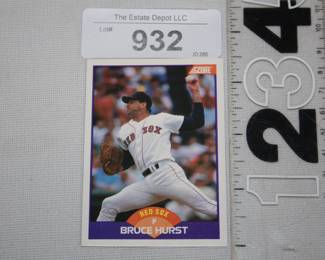 The Estate Depot LLC
Lot#
932
SCORE
RED SOX
RED SOX
P
BRUCE HURST
1 2 3 4